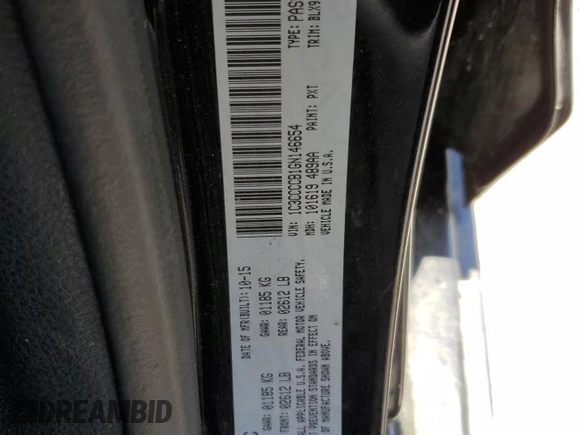 DATE OF MFR(BUILT): 10-15
GAWR: 01185 KG GAWR: 01185 KG
FRONT: 02612 LB REAR: 02612 LB
ALL APPLICABLE U.S.A. FEDERAL MOTOR VEHICLE SAFETY,
PREVENTION STANDARDS IN EFFECT ON
OF MANUFACTURE SHOWN ABOVE.
VIN: 1C3CCCCB1GN146654 TYPE: PAS
MDH: 101619 489AA PAINT: PXT TRIM: BLX9
VEHICLE MADE IN U.S.A.
DREAMBID